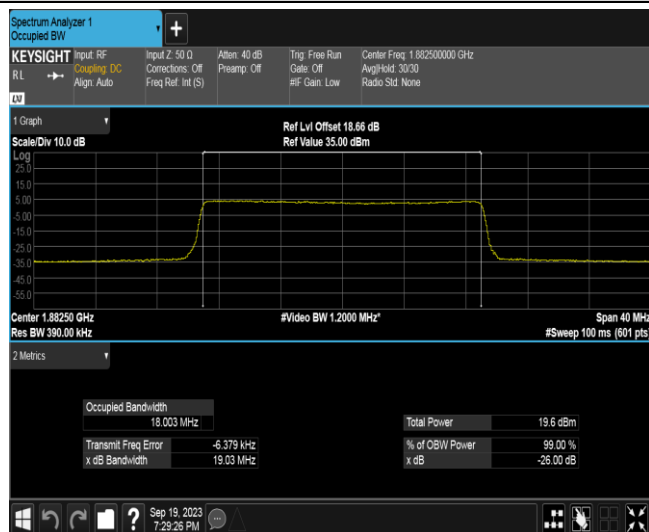 Spectrum Analyzer 1
Occupied BW
+
KEYSIGHT Input: RF Input Z: 50 Ω Atten: 40 dB Trig: Free Run Center Freq: 1.882500000 GHz
RL Coupling: DC Corrections: Off Preamp: Off Gate: Off Avg|Hold: 30/30
Align: Auto Freq Ref: Int (S) #IF Gain: Low Radio Std: None
LXI
1 Graph
Ref Lvl Offset 18.66 dB
Scale/Div 10.0 dB Ref Value 35.00 dBm
Log
25.0
15.0
5.00
-5.00
-15.0
-25.0
-35.0
-45.0
-55.0
Center 1.88250 GHz #Video BW 1.2000 MHz* Span 40 MHz
Res BW 390.00 kHz #Sweep 100 ms (601 pts)
2 Metrics
Occupied Bandwidth
18.003 MHz Total Power 19.6 dBm
Transmit Freq Error -6.379 kHz % of OBW Power 99.00 %
x dB Bandwidth 19.03 MHz x dB -26.00 dB
?
Sep 19, 2023
7:29:26 PM